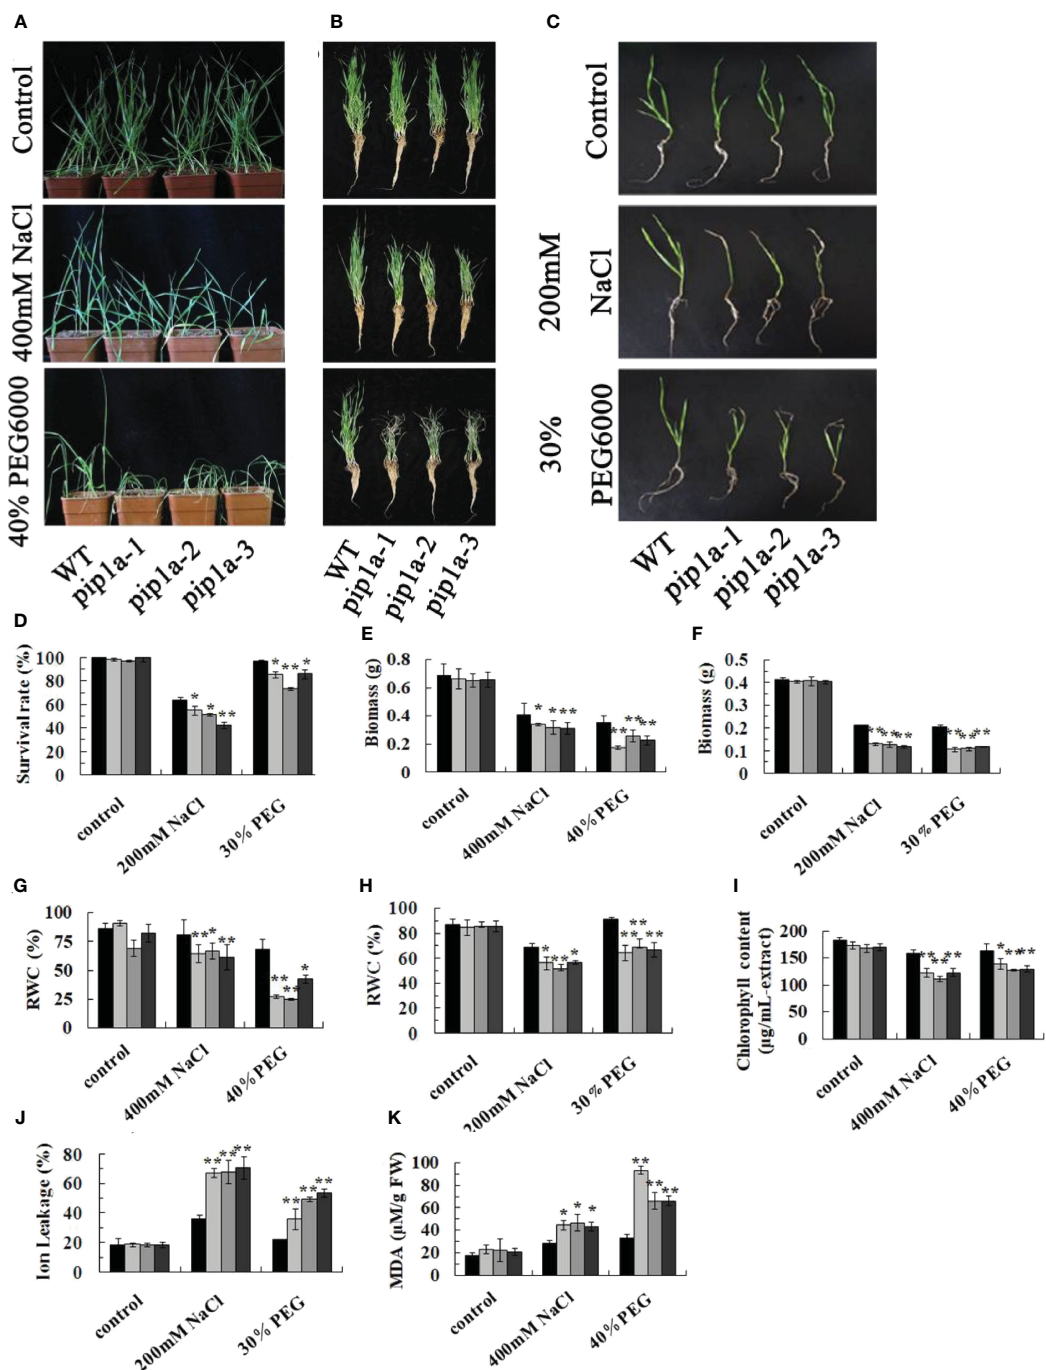 A
B
C
Control
400mM NaCl
40% PEG6000
Control
200mM
NaCl
30%
PEG6000
WT
pip1a-1
pip1a-2
pip1a-3
WT
pip1a-1
pip1a-2
pip1a-3
WT
pip1a-1
pip1a-2
pip1a-3
D
Survival rate (%)
100
80
60
40
20
0
* ** *
* * **
control
200mM NaCl
30% PEG
E
Biomass (g)
0.8
0.6
0.4
0.2
0
* * ***
** ** **
control
400mM NaCl
40% PEG
F
Biomass (g)
0.5
0.4
0.3
0.2
0.1
0
** ** **
** ** **
control
200mM NaCl
30% PEG
G
RWC (%)
100
75
50
25
0
** * **
** ** *
control
400mM NaCl
40% PEG
H
RWC (%)
100
80
60
40
20
0
* ** *
** ** **
control
200mM NaCl
30% PEG
I
Chlorophyll content
(μg/mL-extract)
200
150
100
50
0
** ** **
* ** **
control
400mM NaCl
40% PEG
J
Ion Leakage (%)
80
60
40
20
0
** ** **
** ** **
control
200mM NaCl
30% PEG
K
MDA (μM/g FW)
100
80
60
40
20
0
* * *
** ** **
control
400mM NaCl
40% PEG